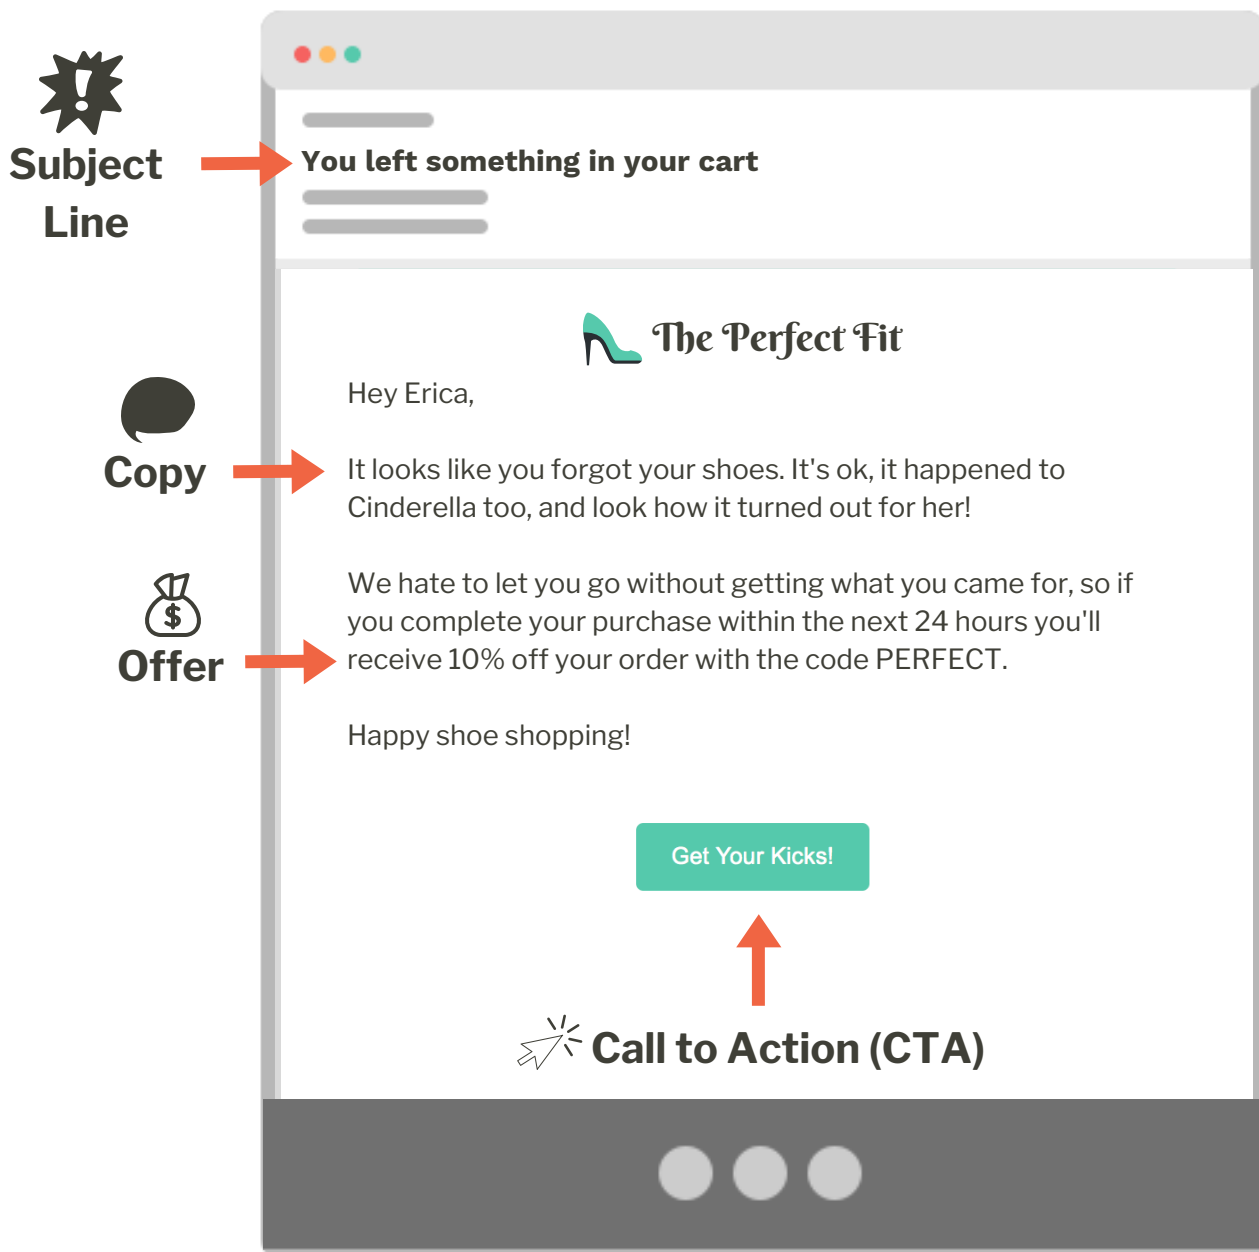 Subject
Line
You left something in your cart
The Perfect Fit
Hey Erica,
Copy
It looks like you forgot your shoes. It's ok, it happened to
Cinderella too, and look how it turned out for her!
$
Offer
We hate to let you go without getting what you came for, so if
you complete your purchase within the next 24 hours you'll
receive 10% off your order with the code PERFECT.
Happy shoe shopping!
Get Your Kicks!
Call to Action (CTA)